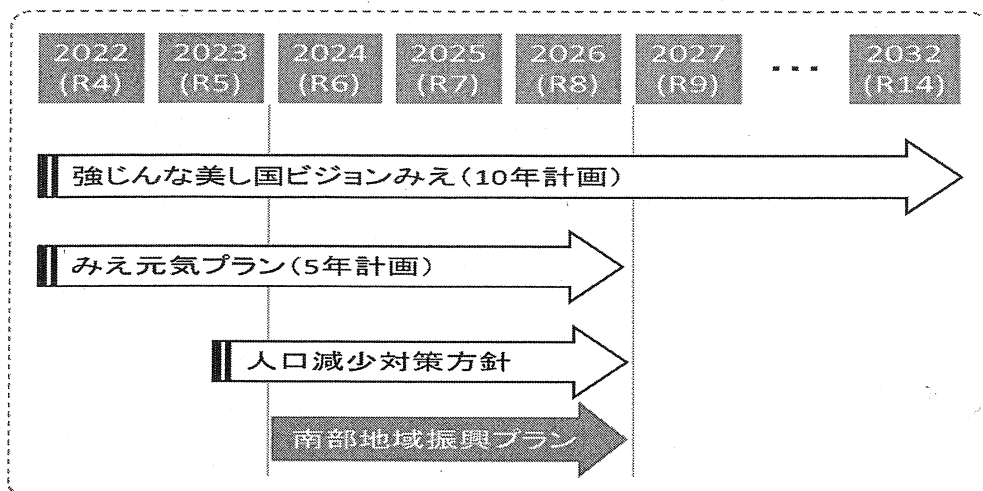 2022 2023 2024 2025 2026 2027 … 2032
(R4) (R5) (R6) (R7) (R8) (R9) (R14)
強じんな美し国ビジョンみえ(10年計画)
みえ元気プラン(5年計画)
人口減少対策方針
南部地域振興プラン